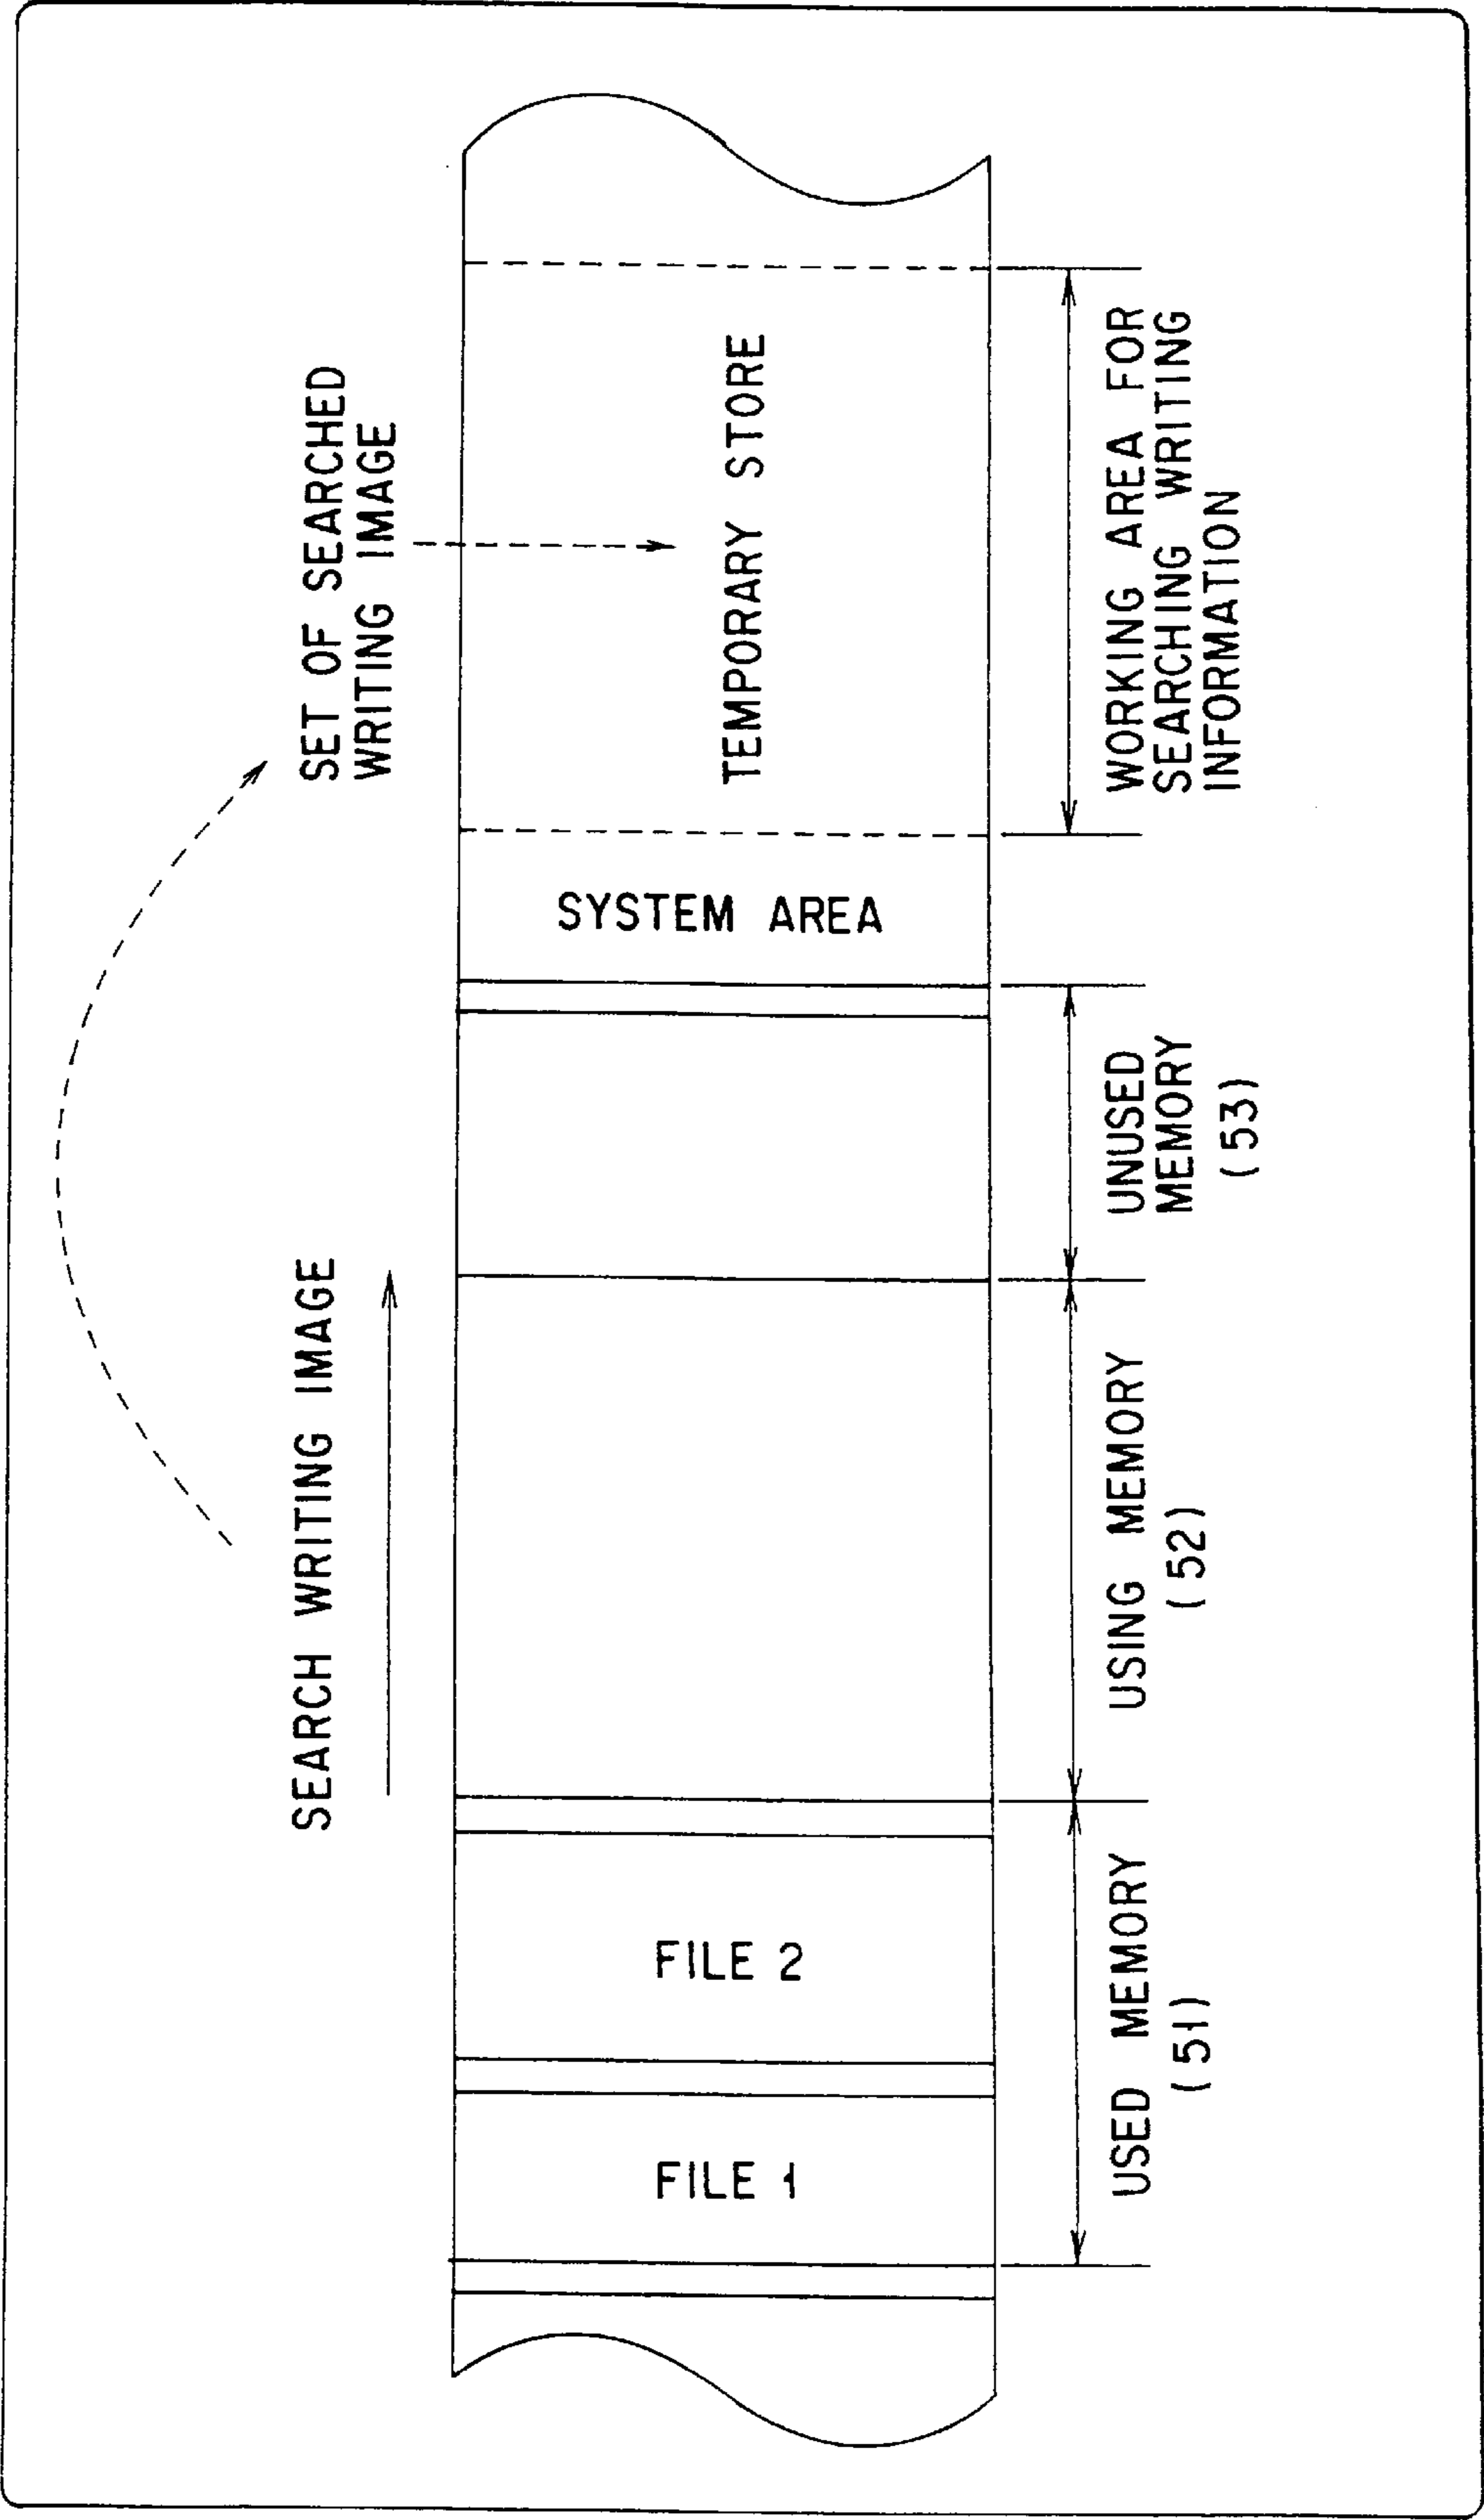 SEARCH WRITING IMAGE
SET OF SEARCHED
WRITING IMAGE
FILE 1
FILE 2
SYSTEM AREA
TEMPORARY STORE
USED MEMORY
(51)
USING MEMORY
(52)
UNUSED
MEMORY
(53)
WORKING AREA FOR
SEARCHING WRITING
INFORMATION